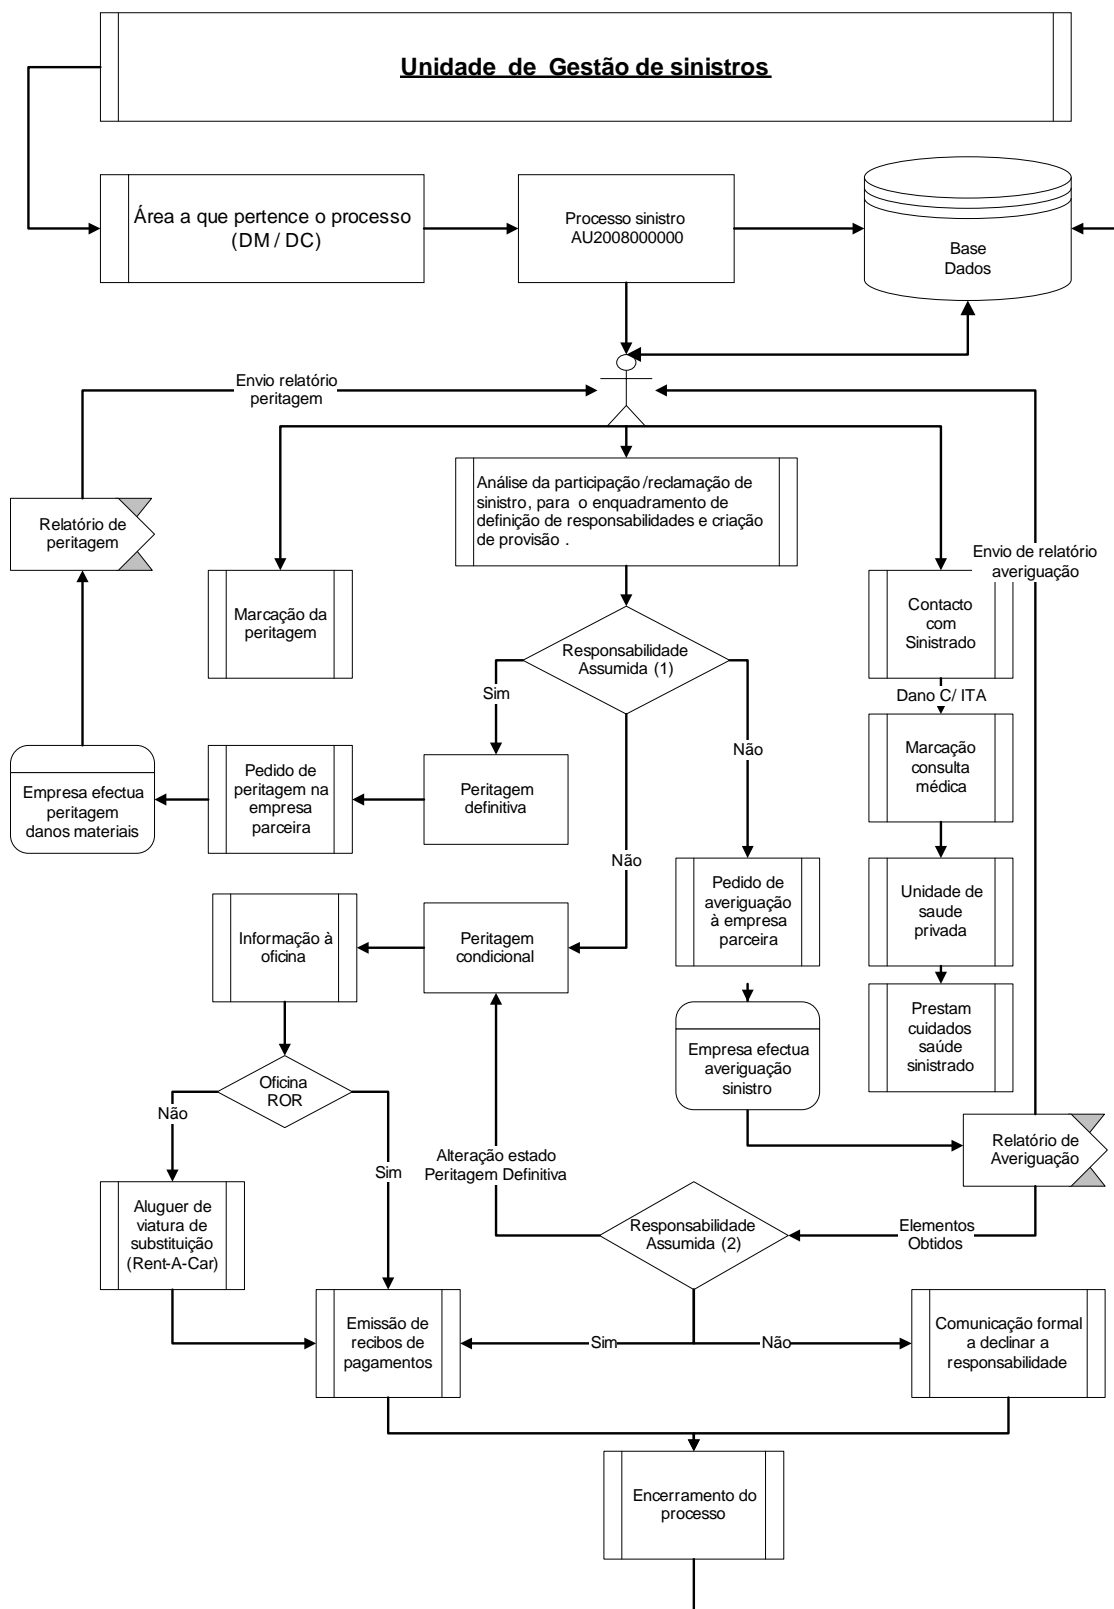 Unidade de Gestão de sinistros
Área a que pertence o processo
(DM / DC)
Processo sinistro
AU2008000000
Base
Dados
Envio relatório
peritagem
Análise da participação/reclamação de
sinistro, para o enquadramento de
definição de responsabilidades e criação
de provisão .
Relatório de
peritagem
Envio de relatório
averiguação
Marcação da
peritagem
Contacto
com
Sinistrado
Responsabilidade
Assumida (1)
Sim
Dano C/ ITA
Não
Marcação
consulta
médica
Empresa efectua
peritagem
danos materiais
Pedido de
peritagem na
empresa
parceira
Peritagem
definitiva
Não
Pedido de
averiguação
à empresa
parceira
Unidade de
saude
privada
Informação à
oficina
Peritagem
condicional
Prestam
cuidados
saúde
sinistrado
Empresa efectua
averiguação
sinistro
Oficina
ROR
Não
Sim
Alteração estado
Peritagem Definitiva
Relatório de
Averiguação
Aluguer de
viatura de
substituição
(Rent-A-Car)
Responsabilidade
Assumida (2)
Elementos
Obtidos
Emissão de
recibos de
pagamentos
Sim
Não
Comunicação formal
a declinar a
responsabilidade
Encerramento do
processo